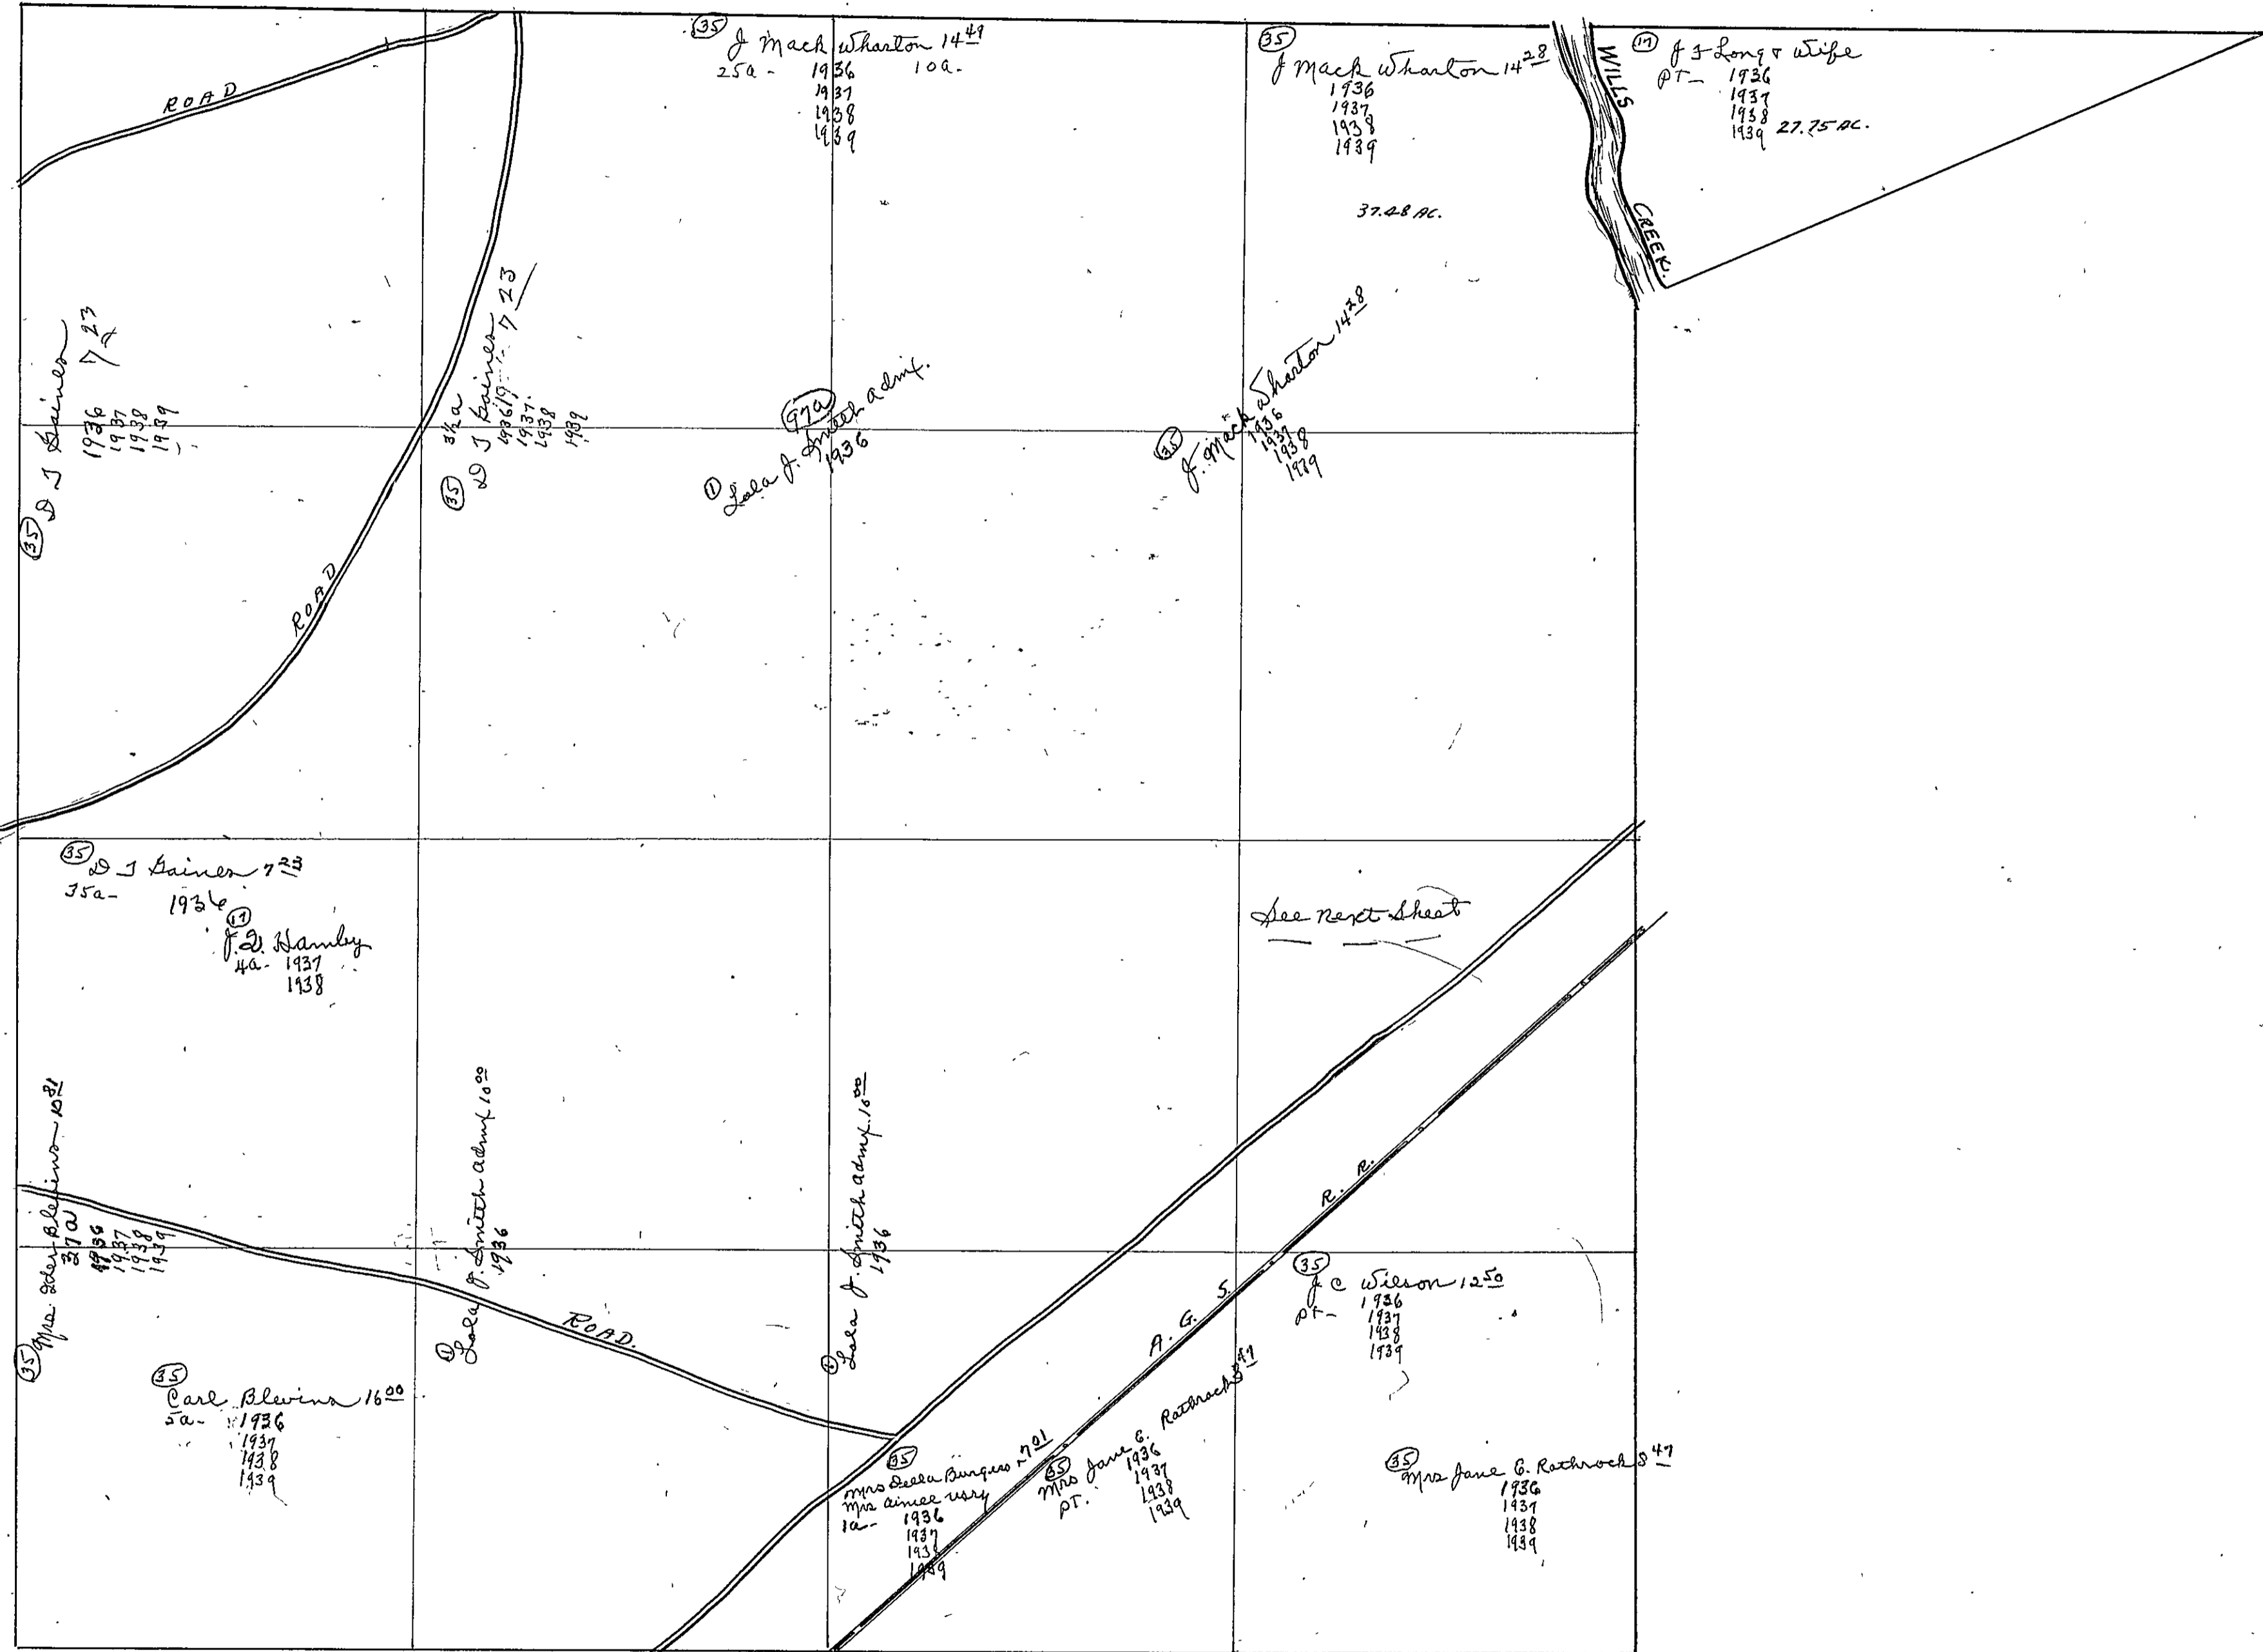 35 J Mack Wharton 14 49
25a - 1936 10a -
1937
1938
1939
35
J Mack Wharton 14 28
1936
1937
1938
1939
37.48 AC.
WILLS CREEK.
17 J F Long & Wife
PT - 1936
1937
1938
1939 27.75 AC.
ROAD
35 D J Gaines
1936 7 23
1937
1938
1939
3½a
35 D J Gaines 7 23
1936
1937
1938
1939
97a
1 Lola J. Smith admx.
1936
35 J. Mack Wharton 14 28
1936
1937
1938
1939
ROAD
35 D J Gaines 7 23
35a - 1936
17
J. D. Hamby
4a - 1937
1938
See Next Sheet
35 Mrs. Blevins 10 81
37a
1936
1937
1938
1939
1 Lola J. Smith admx 10 00
1936
1 Lola J. Smith admx. 10 00
1936
ROAD.
A. G. S. R. R.
35
J C Wilson 12 50
1936
PT - 1937
1938
1939
35
Carl Blevins 16 00
5a - 1936
1937
1938
1939
35
Mrs Della Burgess 7 01
Mrs Aimee Usry
1a - 1936
1937
1938
1939
35
Mrs Jane E. Rothrock 8 47
PT. 1936
1937
1938
1939
35
Mrs Jane E. Rothrock 8 47
1936
1937
1938
1939